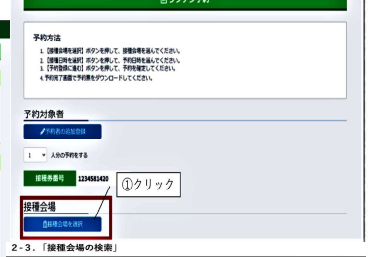 予約方法
1.【接種会場を選択】ボタンを押して、接種会場を選んでください。
2.【接種日時を選択】ボタンを押して、予約日時を選んでください。
3.【予約登録に進む】ボタンを押して、予約を確定してください。
4.予約完了画面で予約票をダウンロードしてください。
予約対象者
予約者の追加登録
1 人分の予約をする
接種券番号 1234581420
①クリック
接種会場
接種会場を選択
2-3.「接種会場の検索」